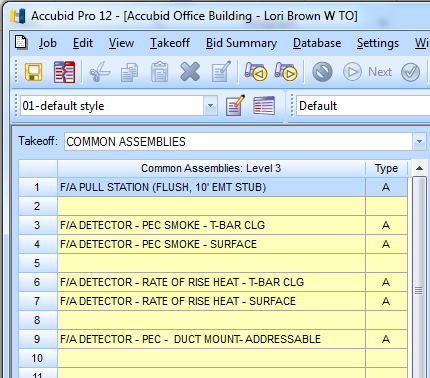 Accubid Pro 12 - [Accubid Office Building - Lori Brown W TO]
Job Edit View Takeoff Bid Summary Database Settings Wi
Next
01-default style Default
Takeoff: COMMON ASSEMBLIES
Common Assemblies: Level 3 Type
1 F/A PULL STATION (FLUSH, 10' EMT STUB) A
2
3 F/A DETECTOR - PEC SMOKE - T-BAR CLG A
4 F/A DETECTOR - PEC SMOKE - SURFACE A
5
6 F/A DETECTOR - RATE OF RISE HEAT - T-BAR CLG A
7 F/A DETECTOR - RATE OF RISE HEAT - SURFACE A
8
9 F/A DETECTOR - PEC - DUCT MOUNT- ADDRESSABLE A
10
11